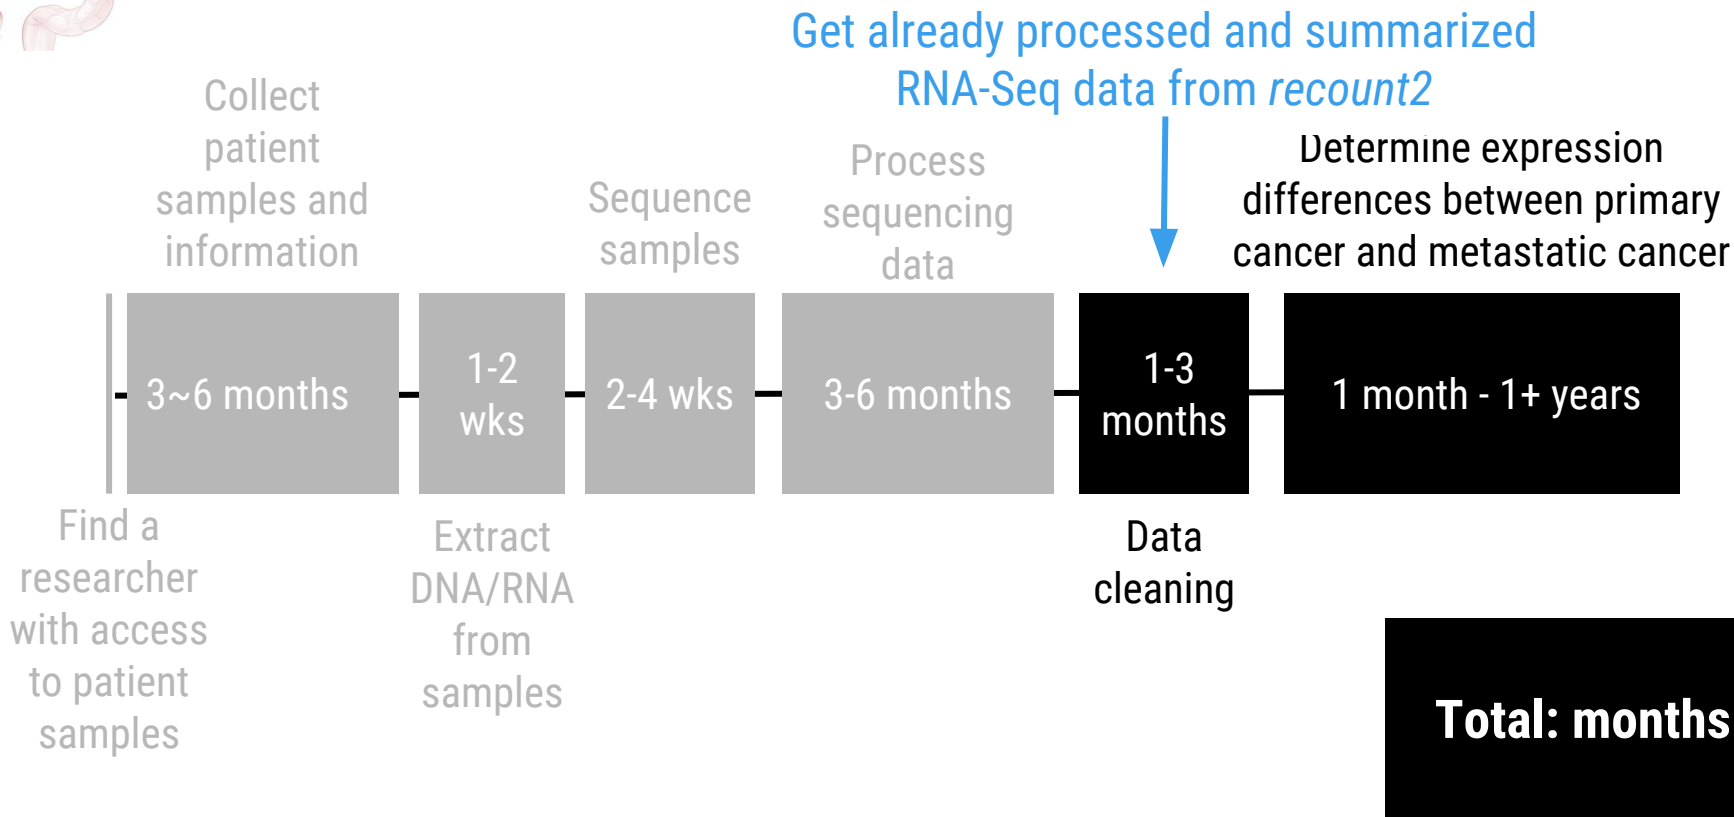 Get already processed and summarized
RNA-Seq data from recount2
Collect
patient
samples and
information
Sequence
samples
Process
sequencing
data
Determine expression
differences between primary
cancer and metastatic cancer
3~6 months
1-2
wks
2-4 wks
3-6 months
1-3
months
1 month - 1+ years
Find a
researcher
with access
to patient
samples
Extract
DNA/RNA
from
samples
Data
cleaning
Total: months